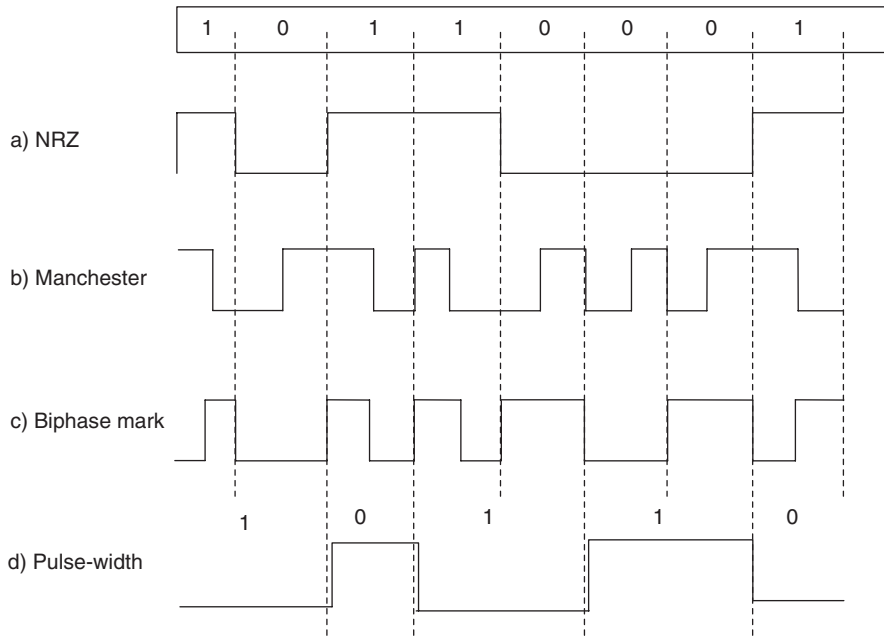 1 0 1 1 0 0 0 1
a) NRZ
b) Manchester
c) Biphase mark
1 0 1 1 0
d) Pulse-width